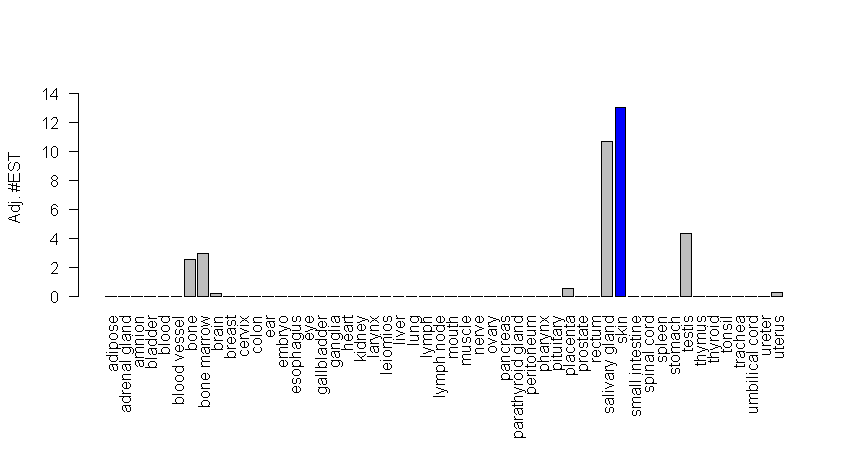 14
12
10
8
6
4
2
0
Adj. #EST
adipose
adrenal gland
amnion
bladder
blood
blood vessel
bone
bone marrow
brain
breast
cervix
colon
ear
embryo
esophagus
eye
gallbladder
ganglia
heart
kidney
larynx
leiomios
liver
lung
lymph
lymph node
mouth
muscle
nerve
ovary
pancreas
parathyroid gland
peritoneum
pharynx
pituitary
placenta
prostate
rectum
salivary gland
skin
small intestine
spinal cord
spleen
stomach
testis
thymus
thyroid
tonsil
trachea
umbilical cord
ureter
uterus